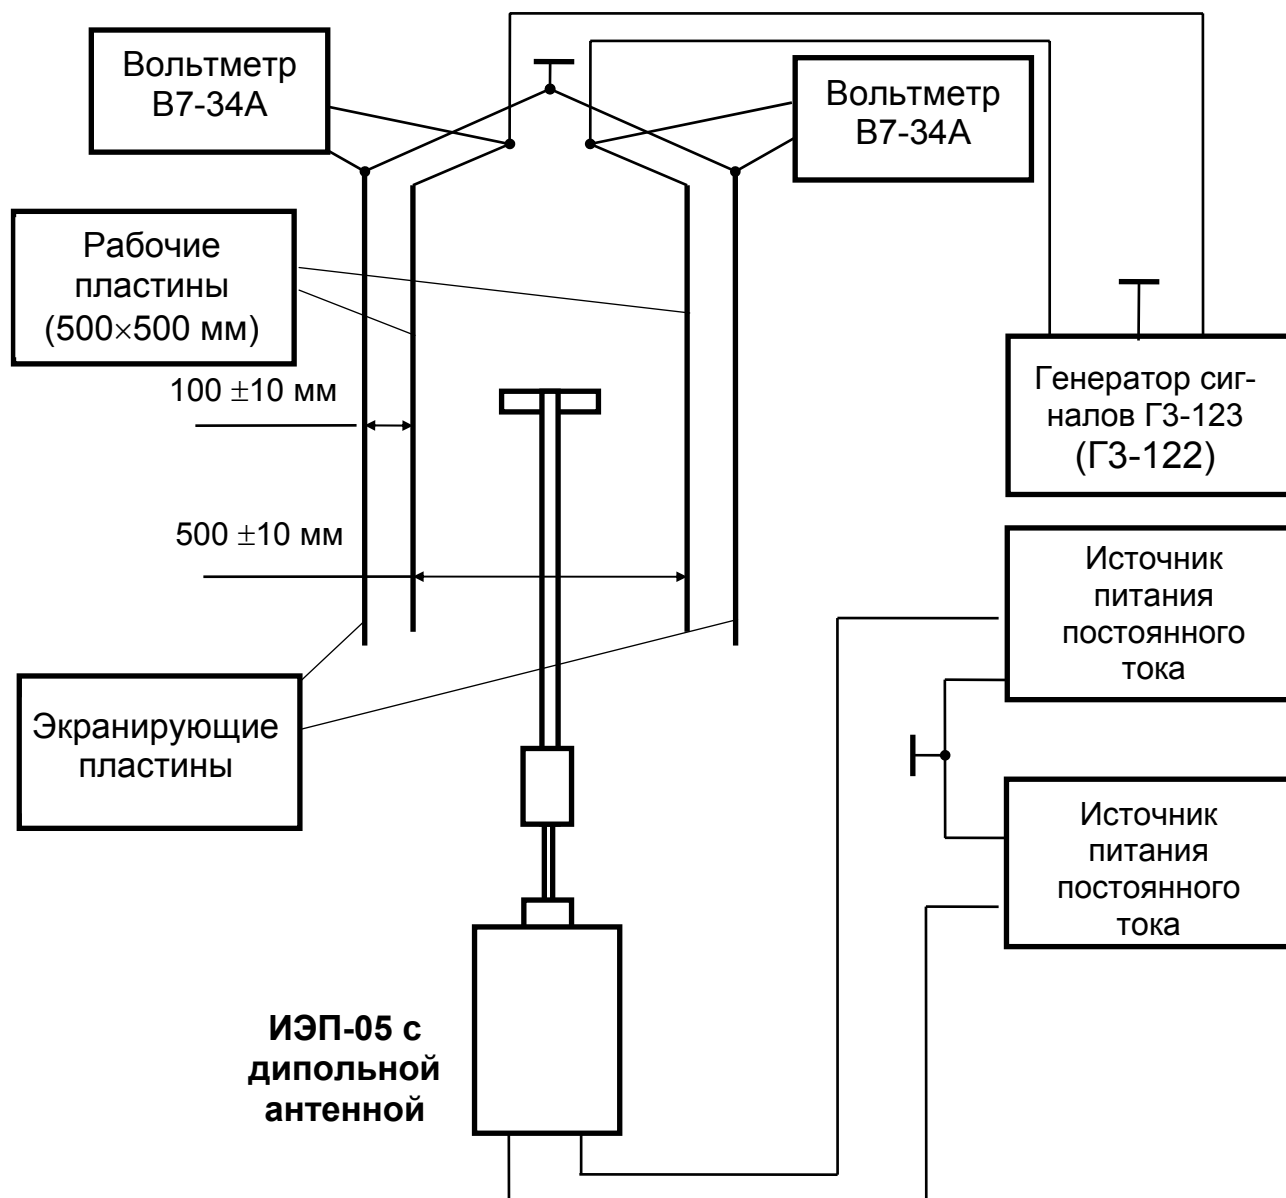 Вольтметр
В7-34А
Вольтметр
В7-34А
Рабочие
пластины
(500×500 мм)
100 ±10 мм
Генератор сиг-
налов Г3-123
(Г3-122)
500 ±10 мм
Источник
питания
постоянного
тока
Экранирующие
пластины
Источник
питания
постоянного
тока
ИЭП-05 с
дипольной
антенной